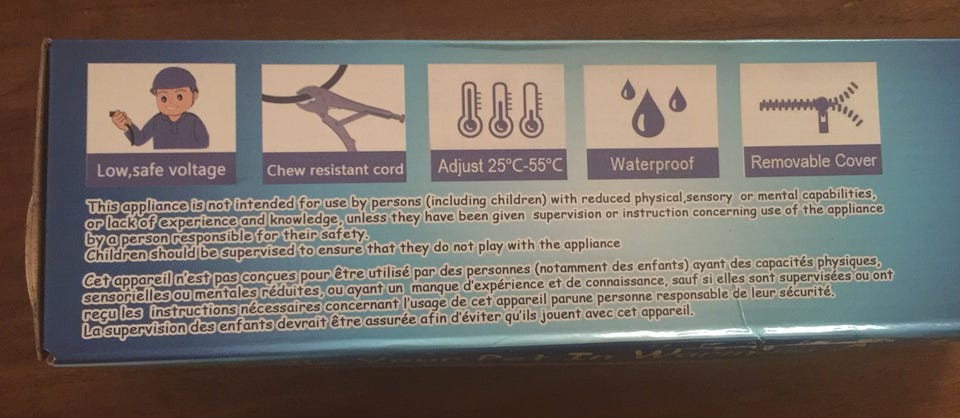 Low,safe voltage
Chew resistant cord
Adjust 25°C-55°C
Waterproof
Removable Cover
This appliance is not intended for use by persons (including children) with reduced physical,sensory or mental capabilities,
or lack of experience and knowledge, unless they have been given supervision or instruction concerning use of the appliance
by a person responsible for their safety.
Children should be supervised to ensure that they do not play with the appliance
Cet appareil n'est pas conçues pour être utilisé par des personnes (notamment des enfants) ayant des capacités physiques,
sensorielles ou mentales réduites, ou ayant un manque d'expérience et de connaissance, sauf si elles sont supervisées ou ont
reçu les instructions nécessaires concernant l'usage de cet appareil parune personne responsable de leur sécurité.
La supervision des enfants devrait être assurée afin d'éviter qu'ils jouent avec cet appareil.